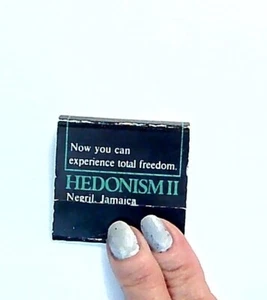 Now you can
experience total freedom.
HEDONISM II
Negril, Jamaica